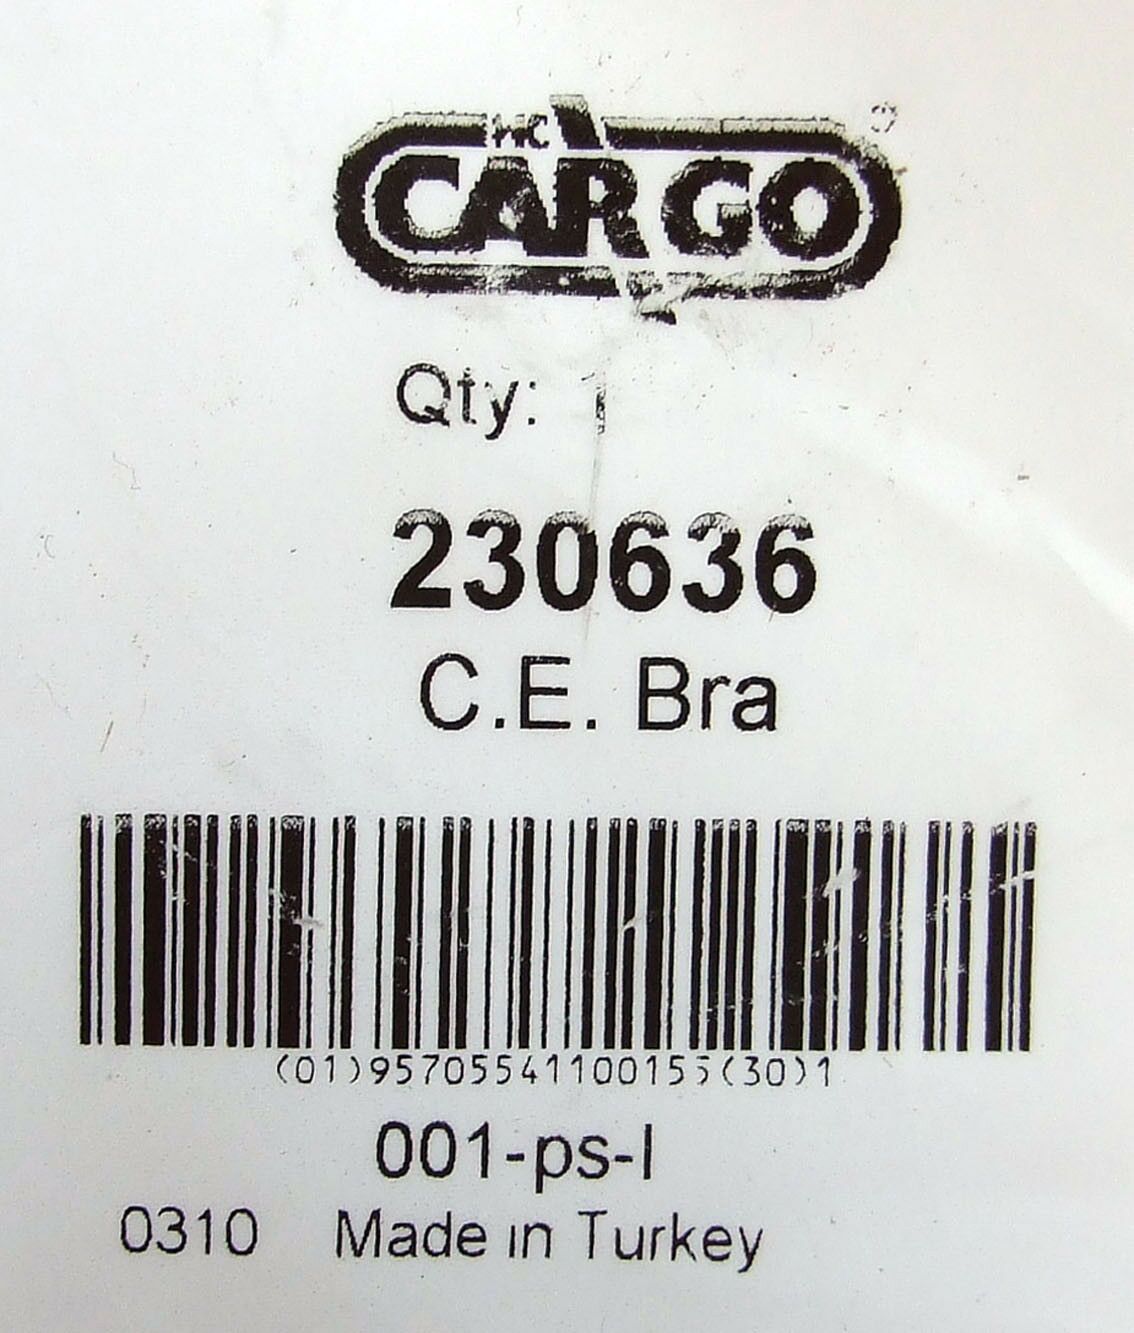 HC
CARGO
Qty: 1
230636
C.E. Bra
(01)95705541100155(30)1
001-ps-l
0310 Made in Turkey